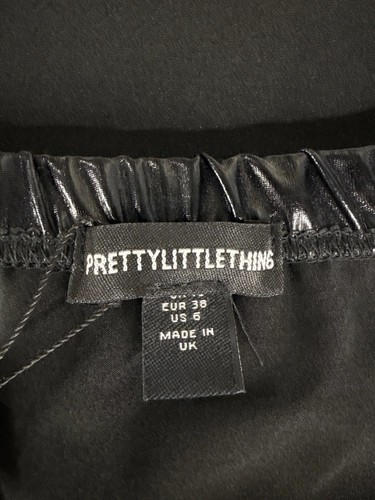 PRETTYLITTLETHING
EUR 38
US 6
MADE IN
UK